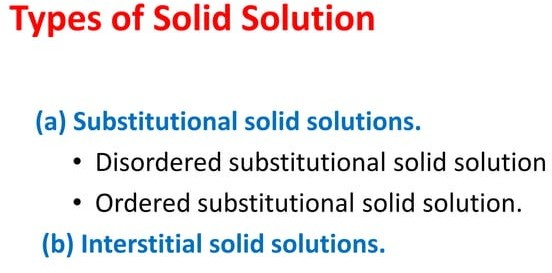 Types of Solid Solution
(a) Substitutional solid solutions.
• Disordered substitutional solid solution
• Ordered substitutional solid solution.
(b) Interstitial solid solutions.